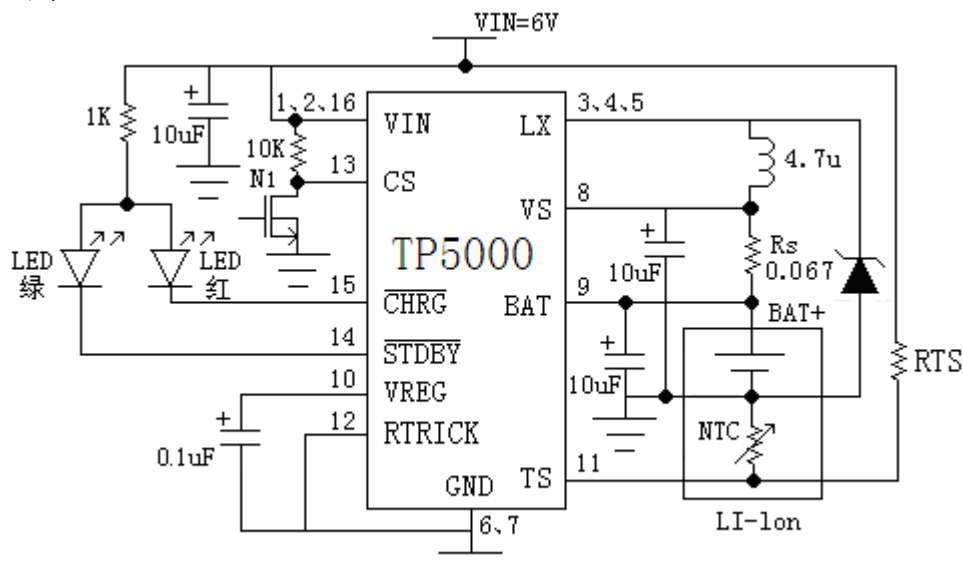 VIN=6V
1K
10uF
1、2、16
VIN
3、4、5
LX
10K
13
CS
N1
4.7u
8
VS
TP5000
LED
绿
LED
红
10uF
Rs
0.067
15
CHRG
9
BAT
BAT+
14
STDBY
10uF
RTS
10
VREG
12
RTRICK
0.1uF
NTC
11
TS
GND
6、7
LI-lon